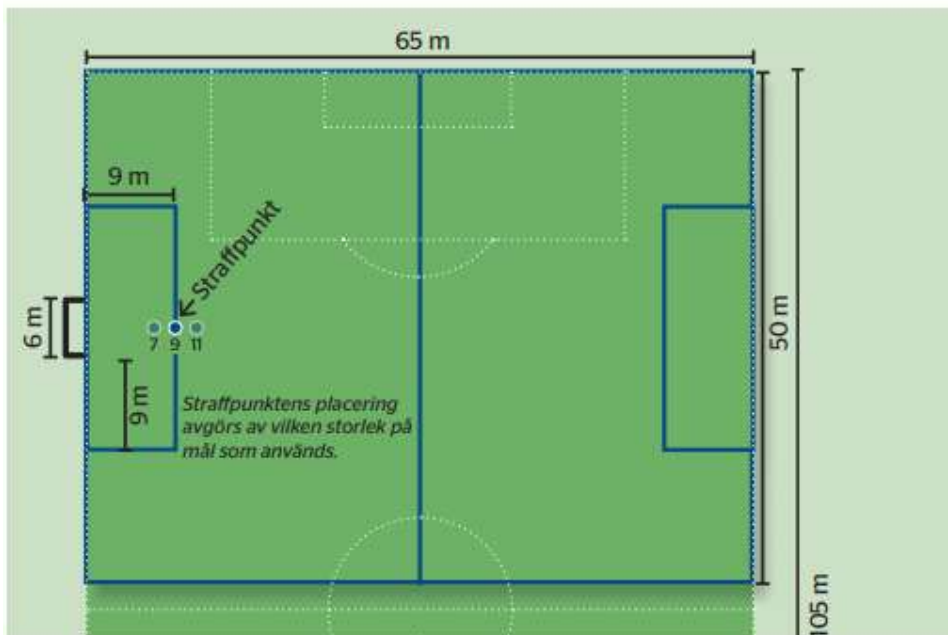 65 m
9 m
Straffpunkt
6 m
7 9 11
9 m
50 m
Straffpunktens placering
avgörs av vilken storlek på
mål som används.
105 m